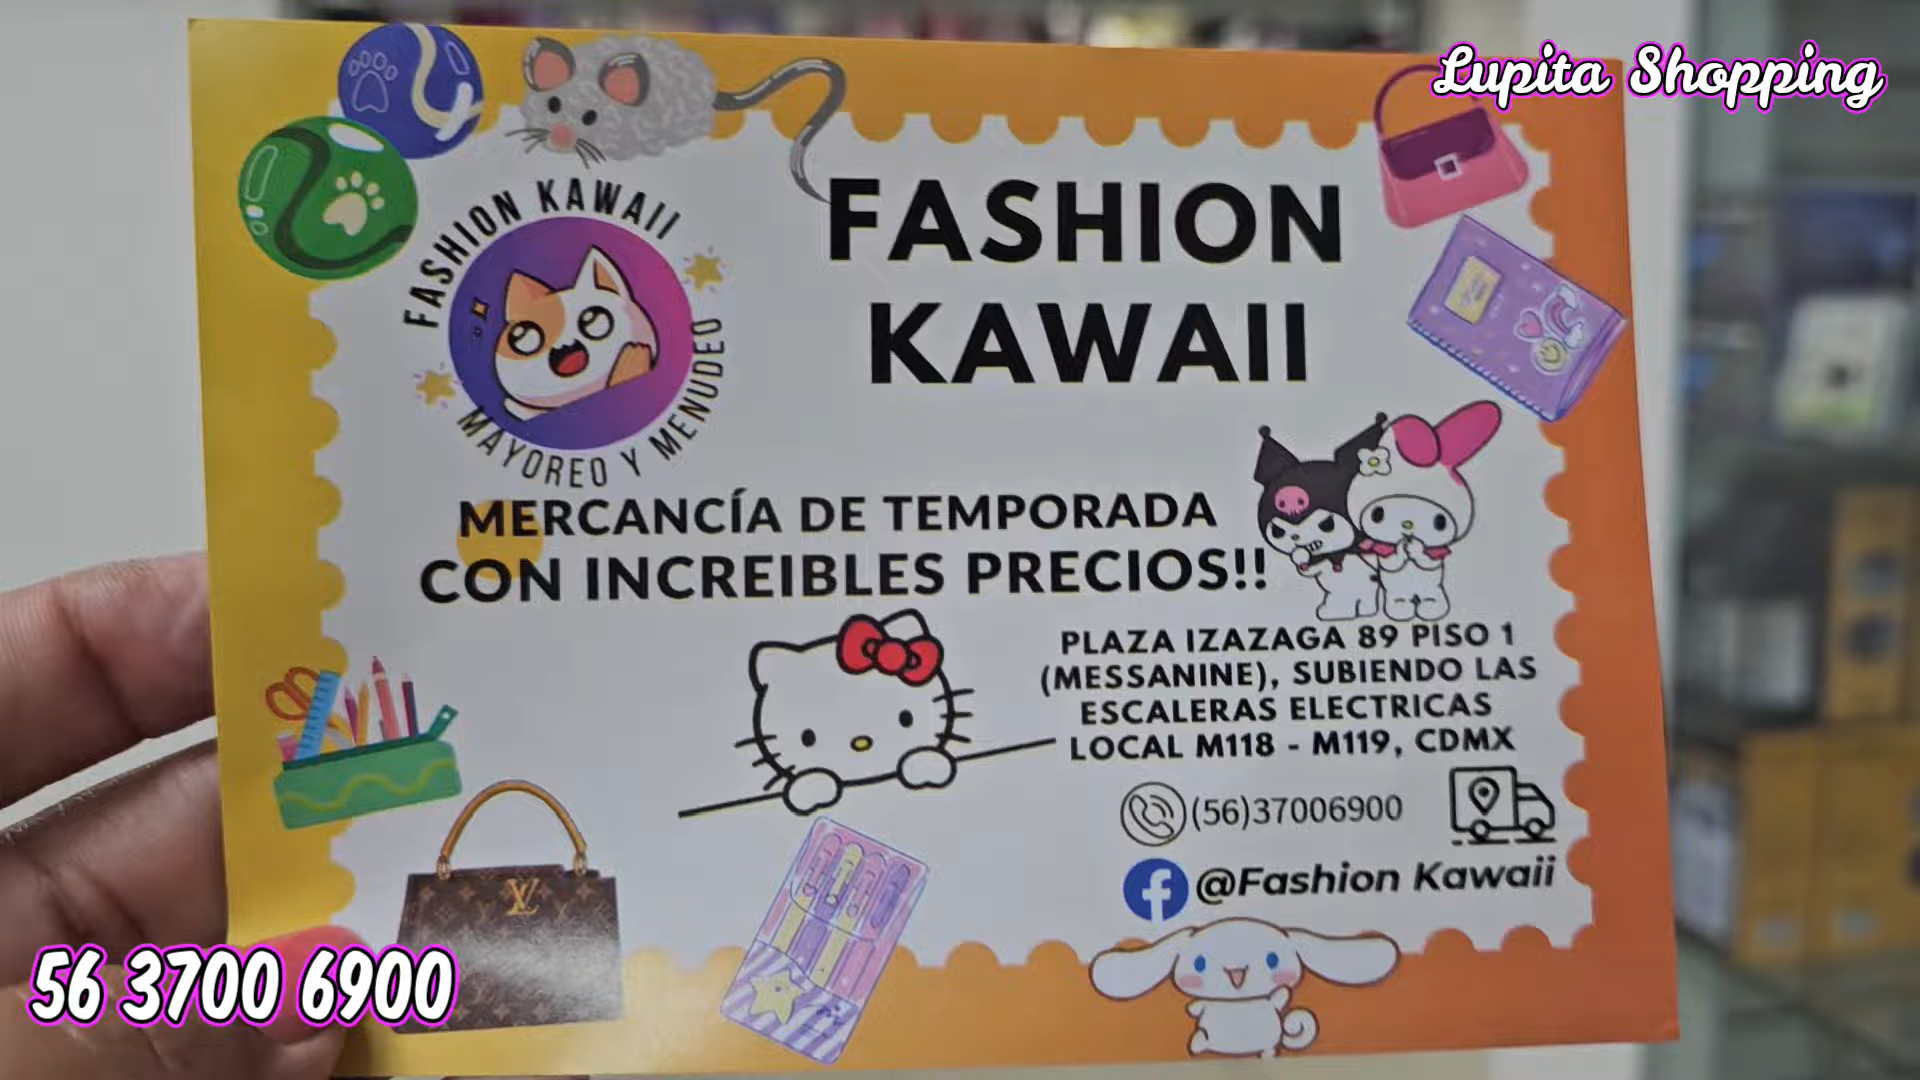 Lupita Shopping
FASHION KAWAII
MAYOREO Y MENUDEO
FASHION
KAWAII
MERCANCÍA DE TEMPORADA
CON INCREIBLES PRECIOS!!
PLAZA IZAZAGA 89 PISO 1
(MESSANINE), SUBIENDO LAS
ESCALERAS ELECTRICAS
LOCAL M118 - M119, CDMX
(56)37006900
@Fashion Kawaii
LV
56 3700 6900